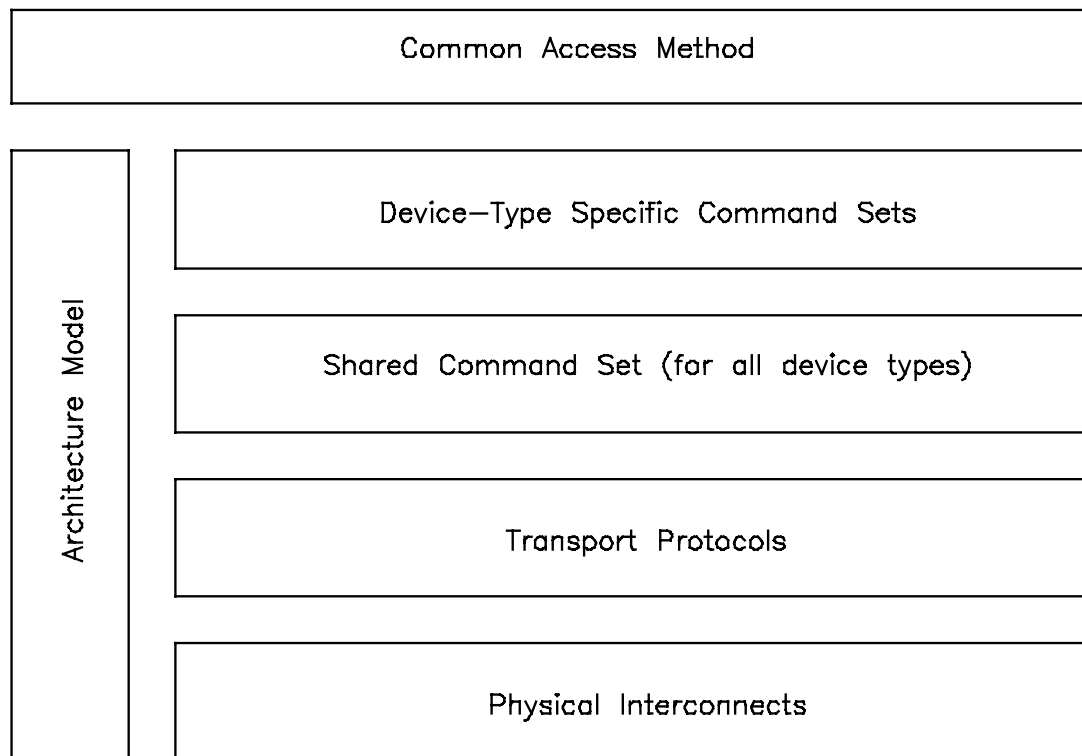 Common Access Method
Device-Type Specific Command Sets
Architecture Model
Shared Command Set (for all device types)
Transport Protocols
Physical Interconnects